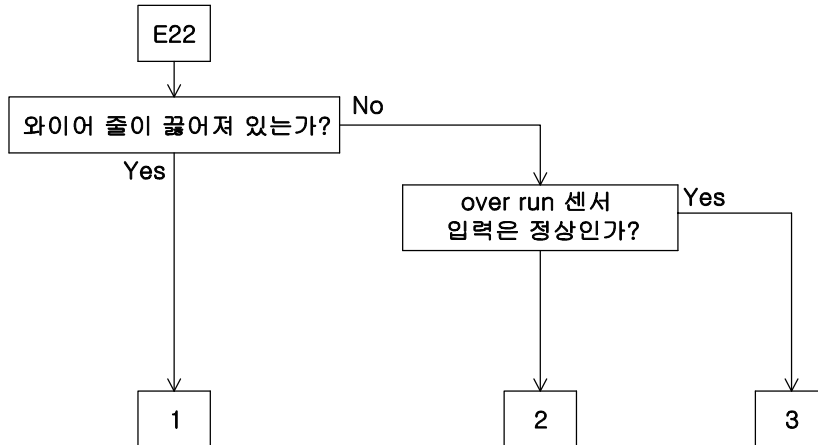 E22
와이어 줄이 끓어져 있는가?
No
Yes
over run 센서
입력은 정상인가?
Yes
1
2
3